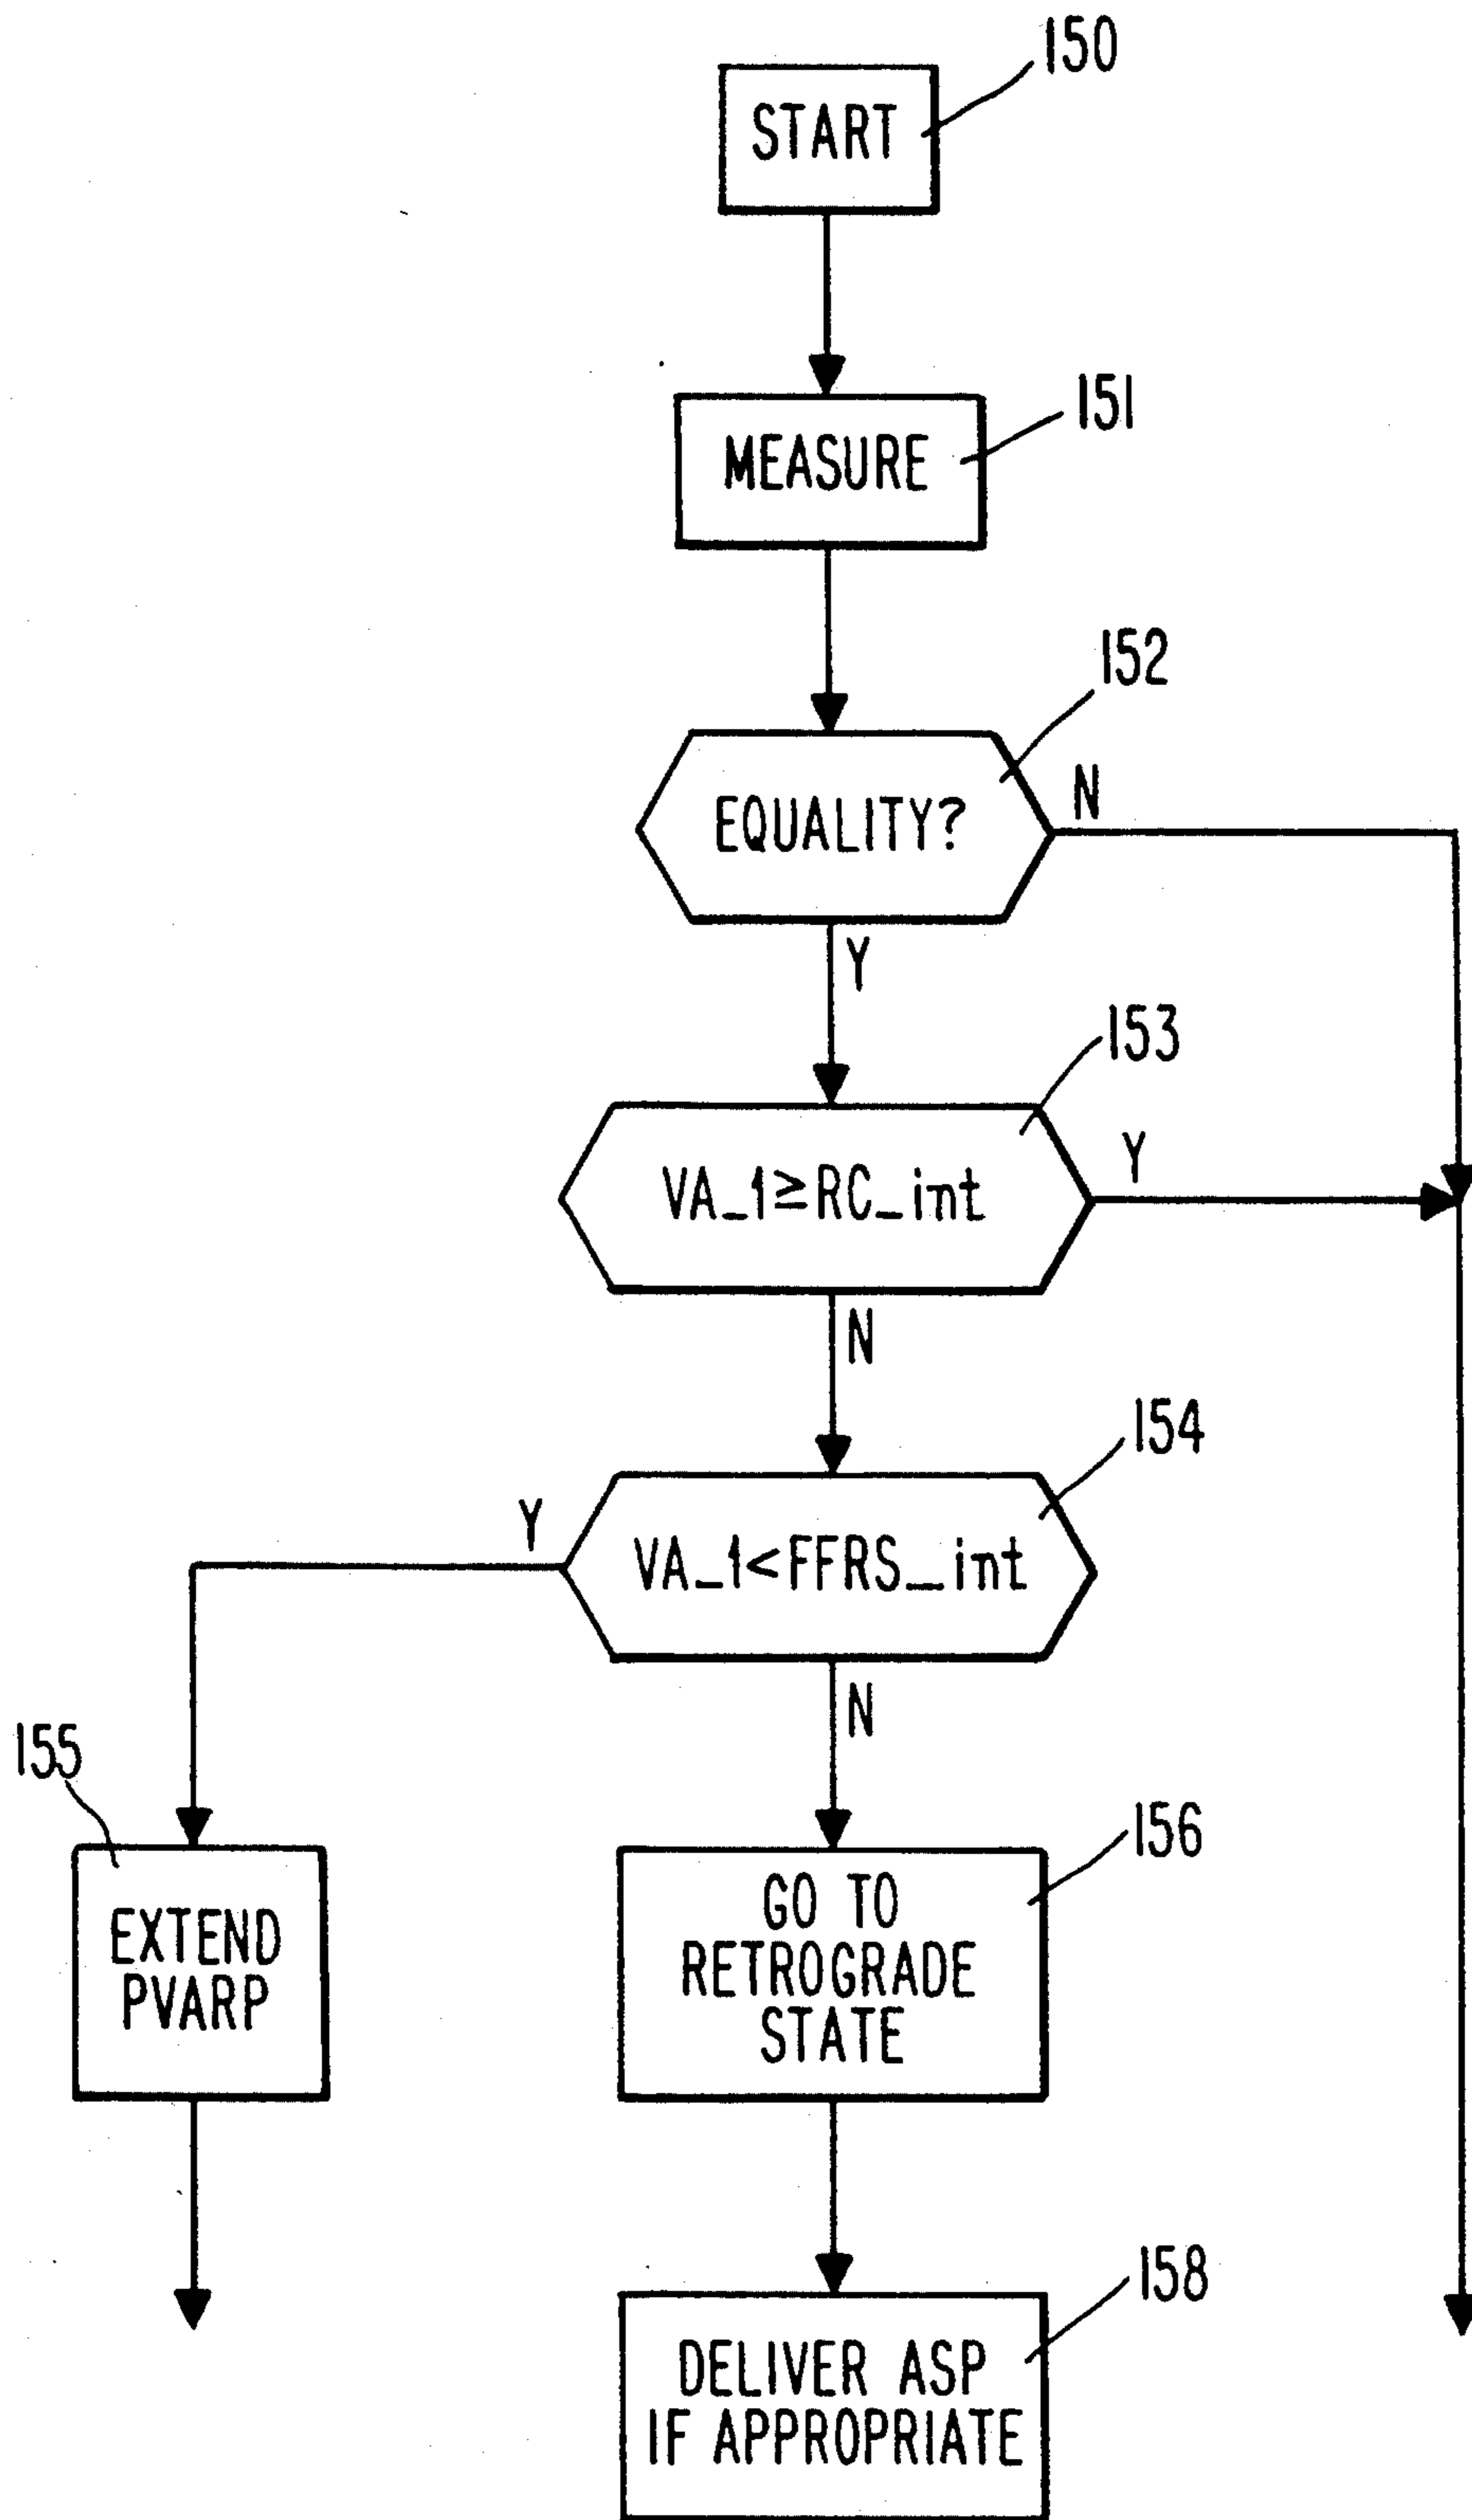 150
START
151
MEASURE
152
EQUALITY?
N
Y
153
VA_1≥RC_int
Y
N
154
Y
VA_1<FFRS_int
N
155
156
EXTEND
PVARP
GO TO
RETROGRADE
STATE
158
DELIVER ASP
IF APPROPRIATE